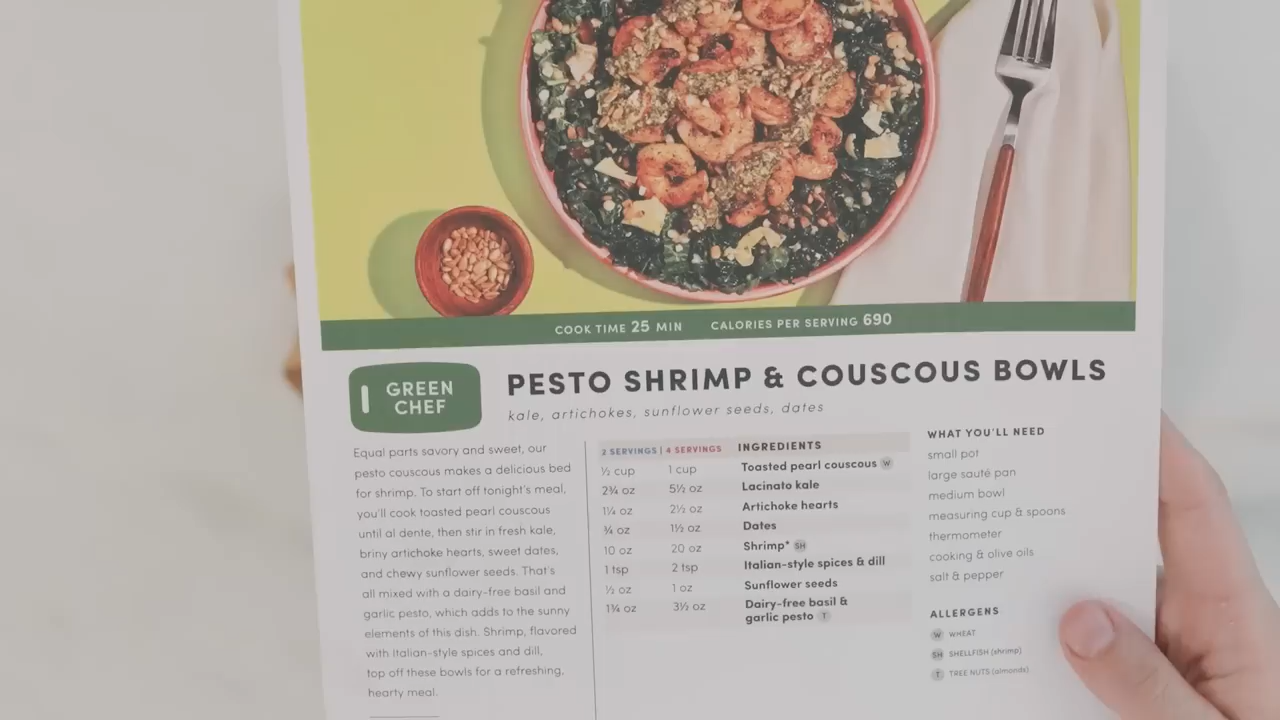 COOK TIME 25 MIN CALORIES PER SERVING 690
GREEN
CHEF
PESTO SHRIMP & COUSCOUS BOWLS
kale, artichokes, sunflower seeds, dates
Equal parts savory and sweet, our
pesto couscous makes a delicious bed
for shrimp. To start off tonight's meal,
you'll cook toasted pearl couscous
until al dente, then stir in fresh kale,
briny artichoke hearts, sweet dates,
and chewy sunflower seeds. That's
all mixed with a dairy-free basil and
garlic pesto, which adds to the sunny
elements of this dish. Shrimp, flavored
with Italian-style spices and dill,
top off these bowls for a refreshing,
hearty meal.
2 SERVINGS | 4 SERVINGS INGREDIENTS
½ cup 1 cup Toasted pearl couscous W
2¾ oz 5½ oz Lacinato kale
1¼ oz 2½ oz Artichoke hearts
¾ oz 1½ oz Dates
10 oz 20 oz Shrimp* SH
1 tsp 2 tsp Italian-style spices & dill
½ oz 1 oz Sunflower seeds
1¾ oz 3½ oz Dairy-free basil &
garlic pesto T
WHAT YOU'LL NEED
small pot
large sauté pan
medium bowl
measuring cup & spoons
thermometer
cooking & olive oils
salt & pepper
ALLERGENS
W WHEAT
SH SHELLFISH (shrimp)
T TREE NUTS (almonds)